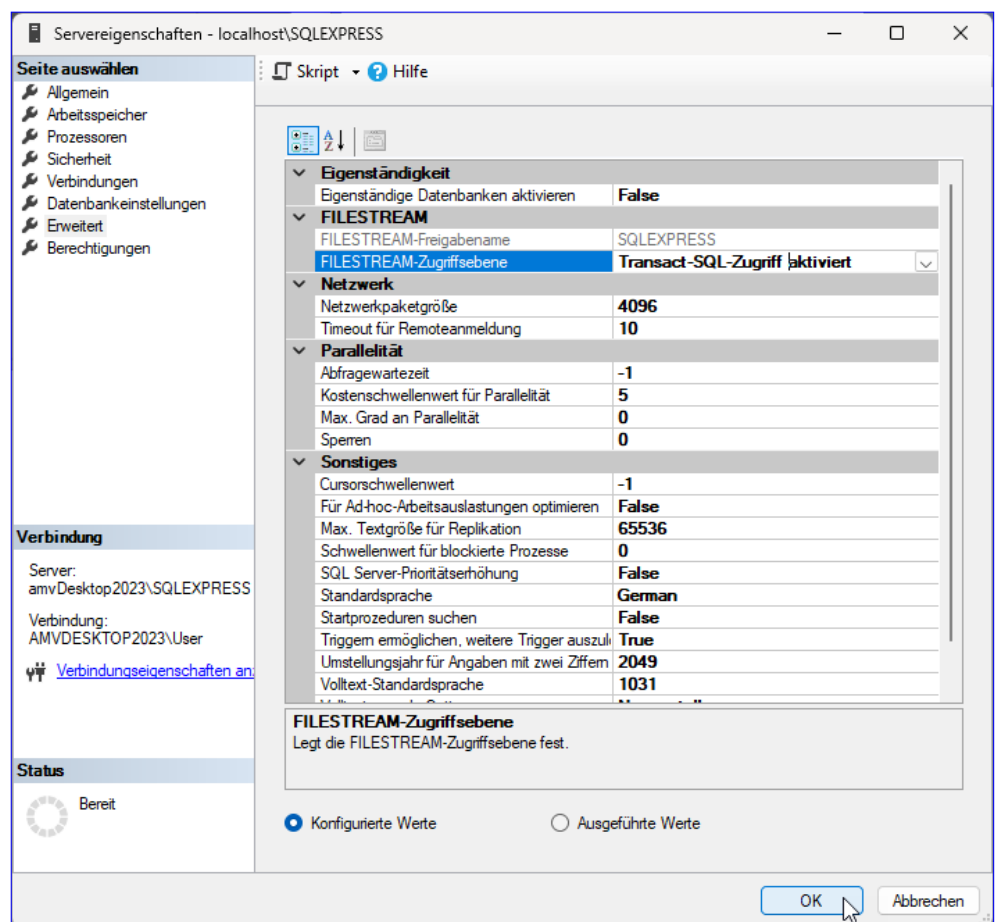 Servereigenschaften - localhost\SQLEXPRESS
Seite auswählen
Allgemein
Arbeitsspeicher
Prozessoren
Sicherheit
Verbindungen
Datenbankeinstellungen
Erweitert
Berechtigungen
Skript
Hilfe
Eigenständigkeit
Eigenständige Datenbanken aktivieren False
FILESTREAM
FILESTREAM-Freigabename SQLEXPRESS
FILESTREAM-Zugriffsebene Transact-SQL-Zugriff aktiviert
Netzwerk
Netzwerkpaketgröße 4096
Timeout für Remoteanmeldung 10
Parallelität
Abfragewartezeit -1
Kostenschwellenwert für Parallelität 5
Max. Grad an Parallelität 0
Sperren 0
Sonstiges
Cursorschwellenwert -1
Für Ad-hoc-Arbeitsauslastungen optimieren False
Max. Textgröße für Replikation 65536
Schwellenwert für blockierte Prozesse 0
SQL Server-Prioritätserhöhung False
Standardsprache German
Startprozeduren suchen False
Triggern ermöglichen, weitere Trigger auszul True
Umstellungsjahr für Angaben mit zwei Ziffern 2049
Volltext-Standardsprache 1031
FILESTREAM-Zugriffsebene
Legt die FILESTREAM-Zugriffsebene fest.
Konfigurierte Werte
Ausgeführte Werte
Verbindung
Server:
amvDesktop2023\SQLEXPRESS
Verbindung:
AMVDESKTOP2023\User
Verbindungseigenschaften an
Status
Bereit
OK
Abbrechen